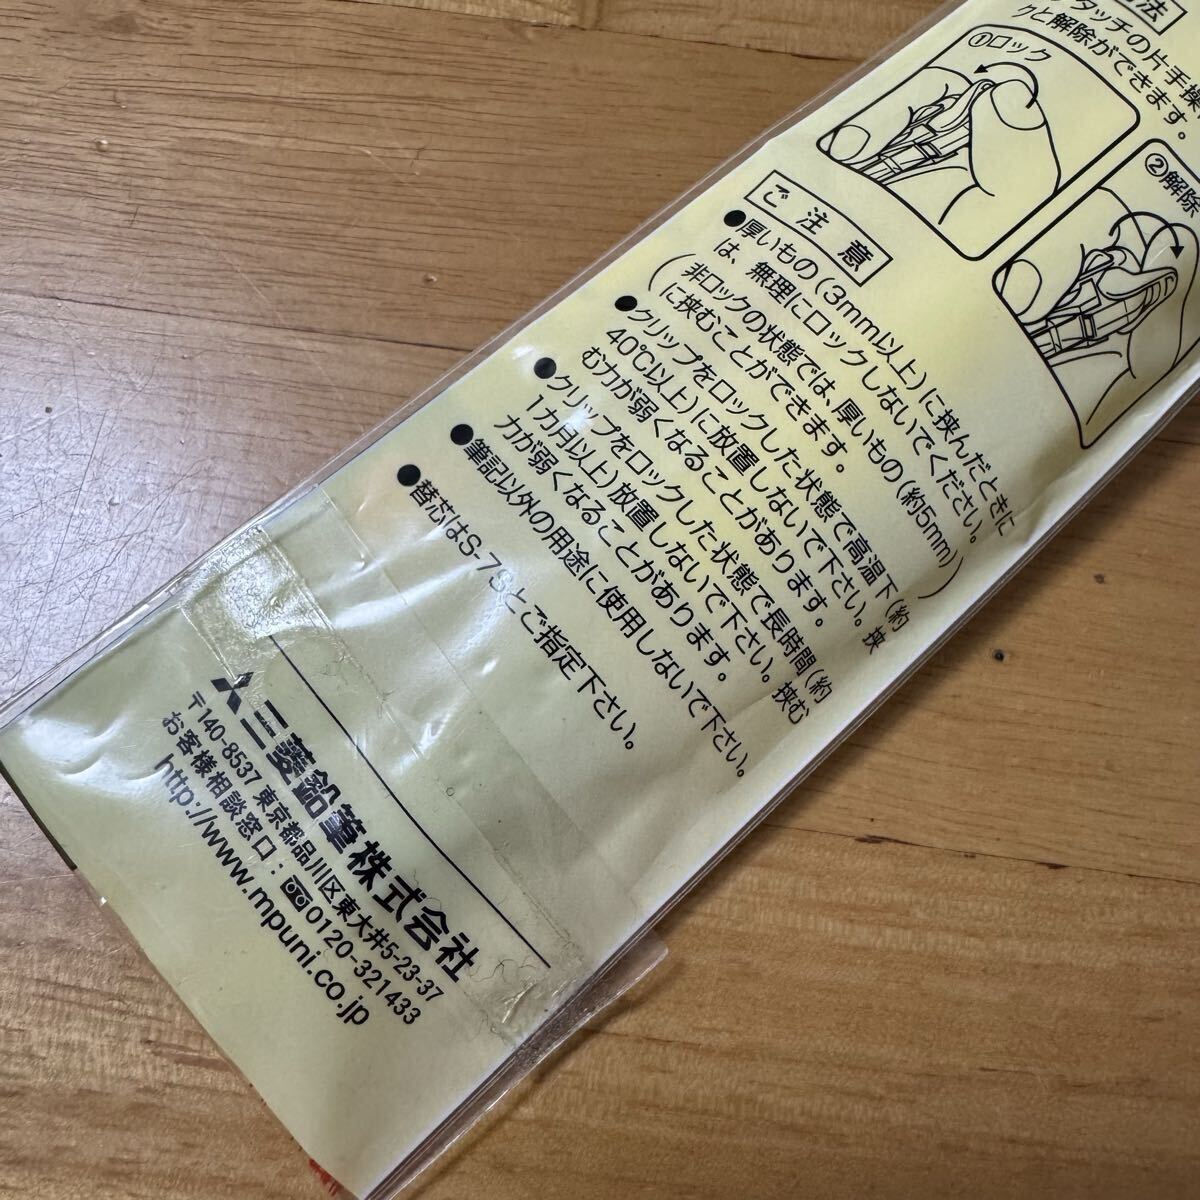 法
タッチの片手操
クと解除ができます。
①ロック
②解除
ご注意
●厚いもの(3mm以上)に挟んだときに
は、無理にロックしないでください。
(非ロックの状態では、厚いもの(約5mm)
に挟むことができます。)
●クリップをロックした状態で高温下(約
40℃以上)に放置しないで下さい。挟
む力が弱くなることがあります。
●クリップをロックした状態で長時間(約
1カ月以上)放置しないで下さい。挟む
力が弱くなることがあります。
●筆記以外の用途に使用しないで下さい。
●替芯はS-7Sとご指定下さい。
三菱鉛筆株式会社
〒140-8537 東京都品川区東大井5-23-37
お客様相談窓口:0120-321433
http://www.mpuni.co.jp